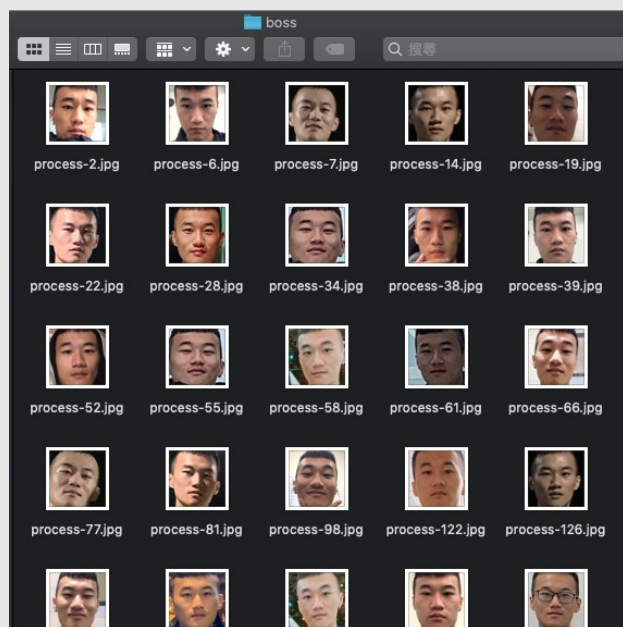 boss
搜尋
process-2.jpg process-6.jpg process-7.jpg process-14.jpg process-19.jpg
process-22.jpg process-28.jpg process-34.jpg process-38.jpg process-39.jpg
process-52.jpg process-55.jpg process-58.jpg process-61.jpg process-66.jpg
process-77.jpg process-81.jpg process-98.jpg process-122.jpg process-126.jpg